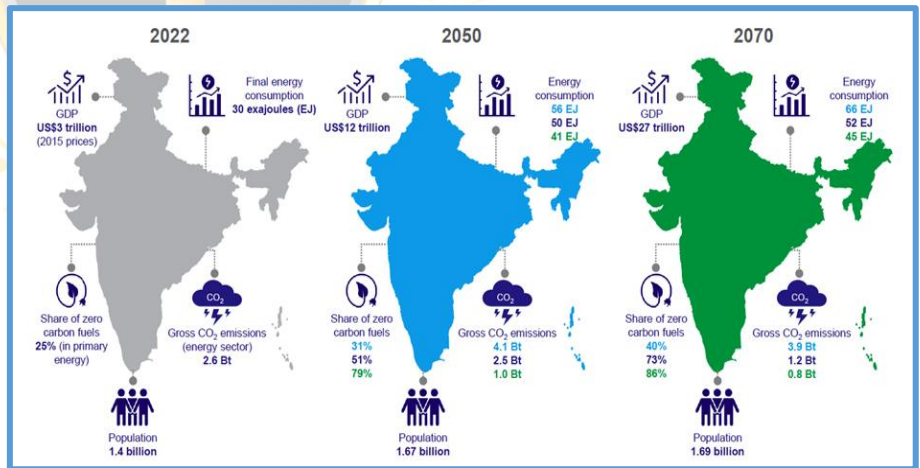 2022
GDP
US$3 trillion
(2015 prices)
Final energy
consumption
30 exajoules (EJ)
Share of zero
carbon fuels
25% (in primary
energy)
CO2
Gross CO2 emissions
(energy sector)
2.6 Bt
Population
1.4 billion
2050
GDP
US$12 trillion
Energy
consumption
56 EJ
50 EJ
41 EJ
Share of zero
carbon fuels
31%
51%
79%
CO2
Gross CO2 emissions
4.1 Bt
2.5 Bt
1.0 Bt
Population
1.67 billion
2070
GDP
US$27 trillion
Energy
consumption
66 EJ
52 EJ
45 EJ
Share of zero
carbon fuels
40%
73%
86%
CO2
Gross CO2 emissions
3.9 Bt
1.2 Bt
0.8 Bt
Population
1.69 billion